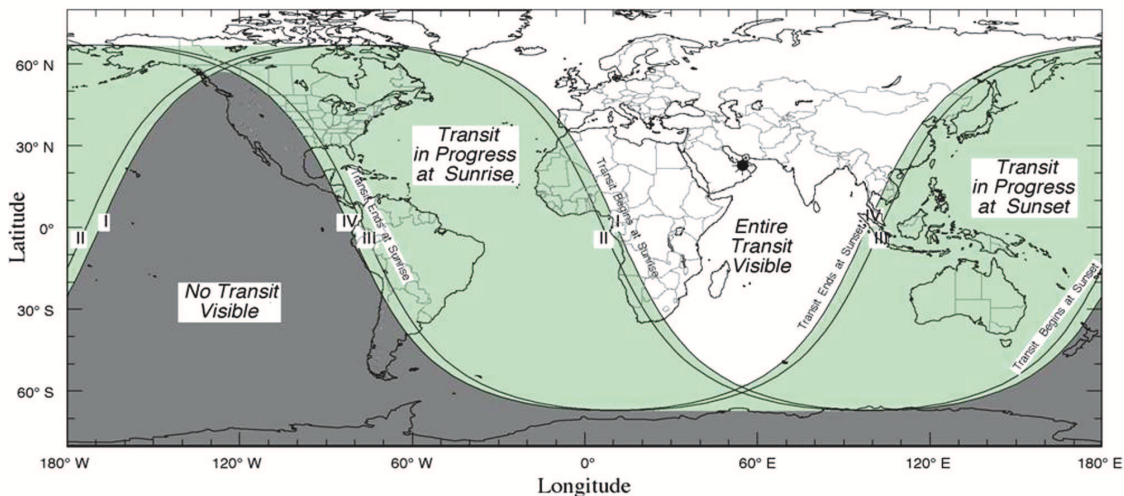 60° N
30° N
0°
30° S
60° S
Latitude
180° W
120° W
60° W
0°
60° E
120° E
180° E
Longitude
Transit
in Progress
at Sunrise
Transit
in Progress
at Sunset
Entire
Transit
Visible
No Transit
Visible
II
I
IV
III
Transit Ends at Sunrise
I
II
Transit Begins at Sunrise
IV
III
Transit Ends at Sunset
Transit Begins at Sunset